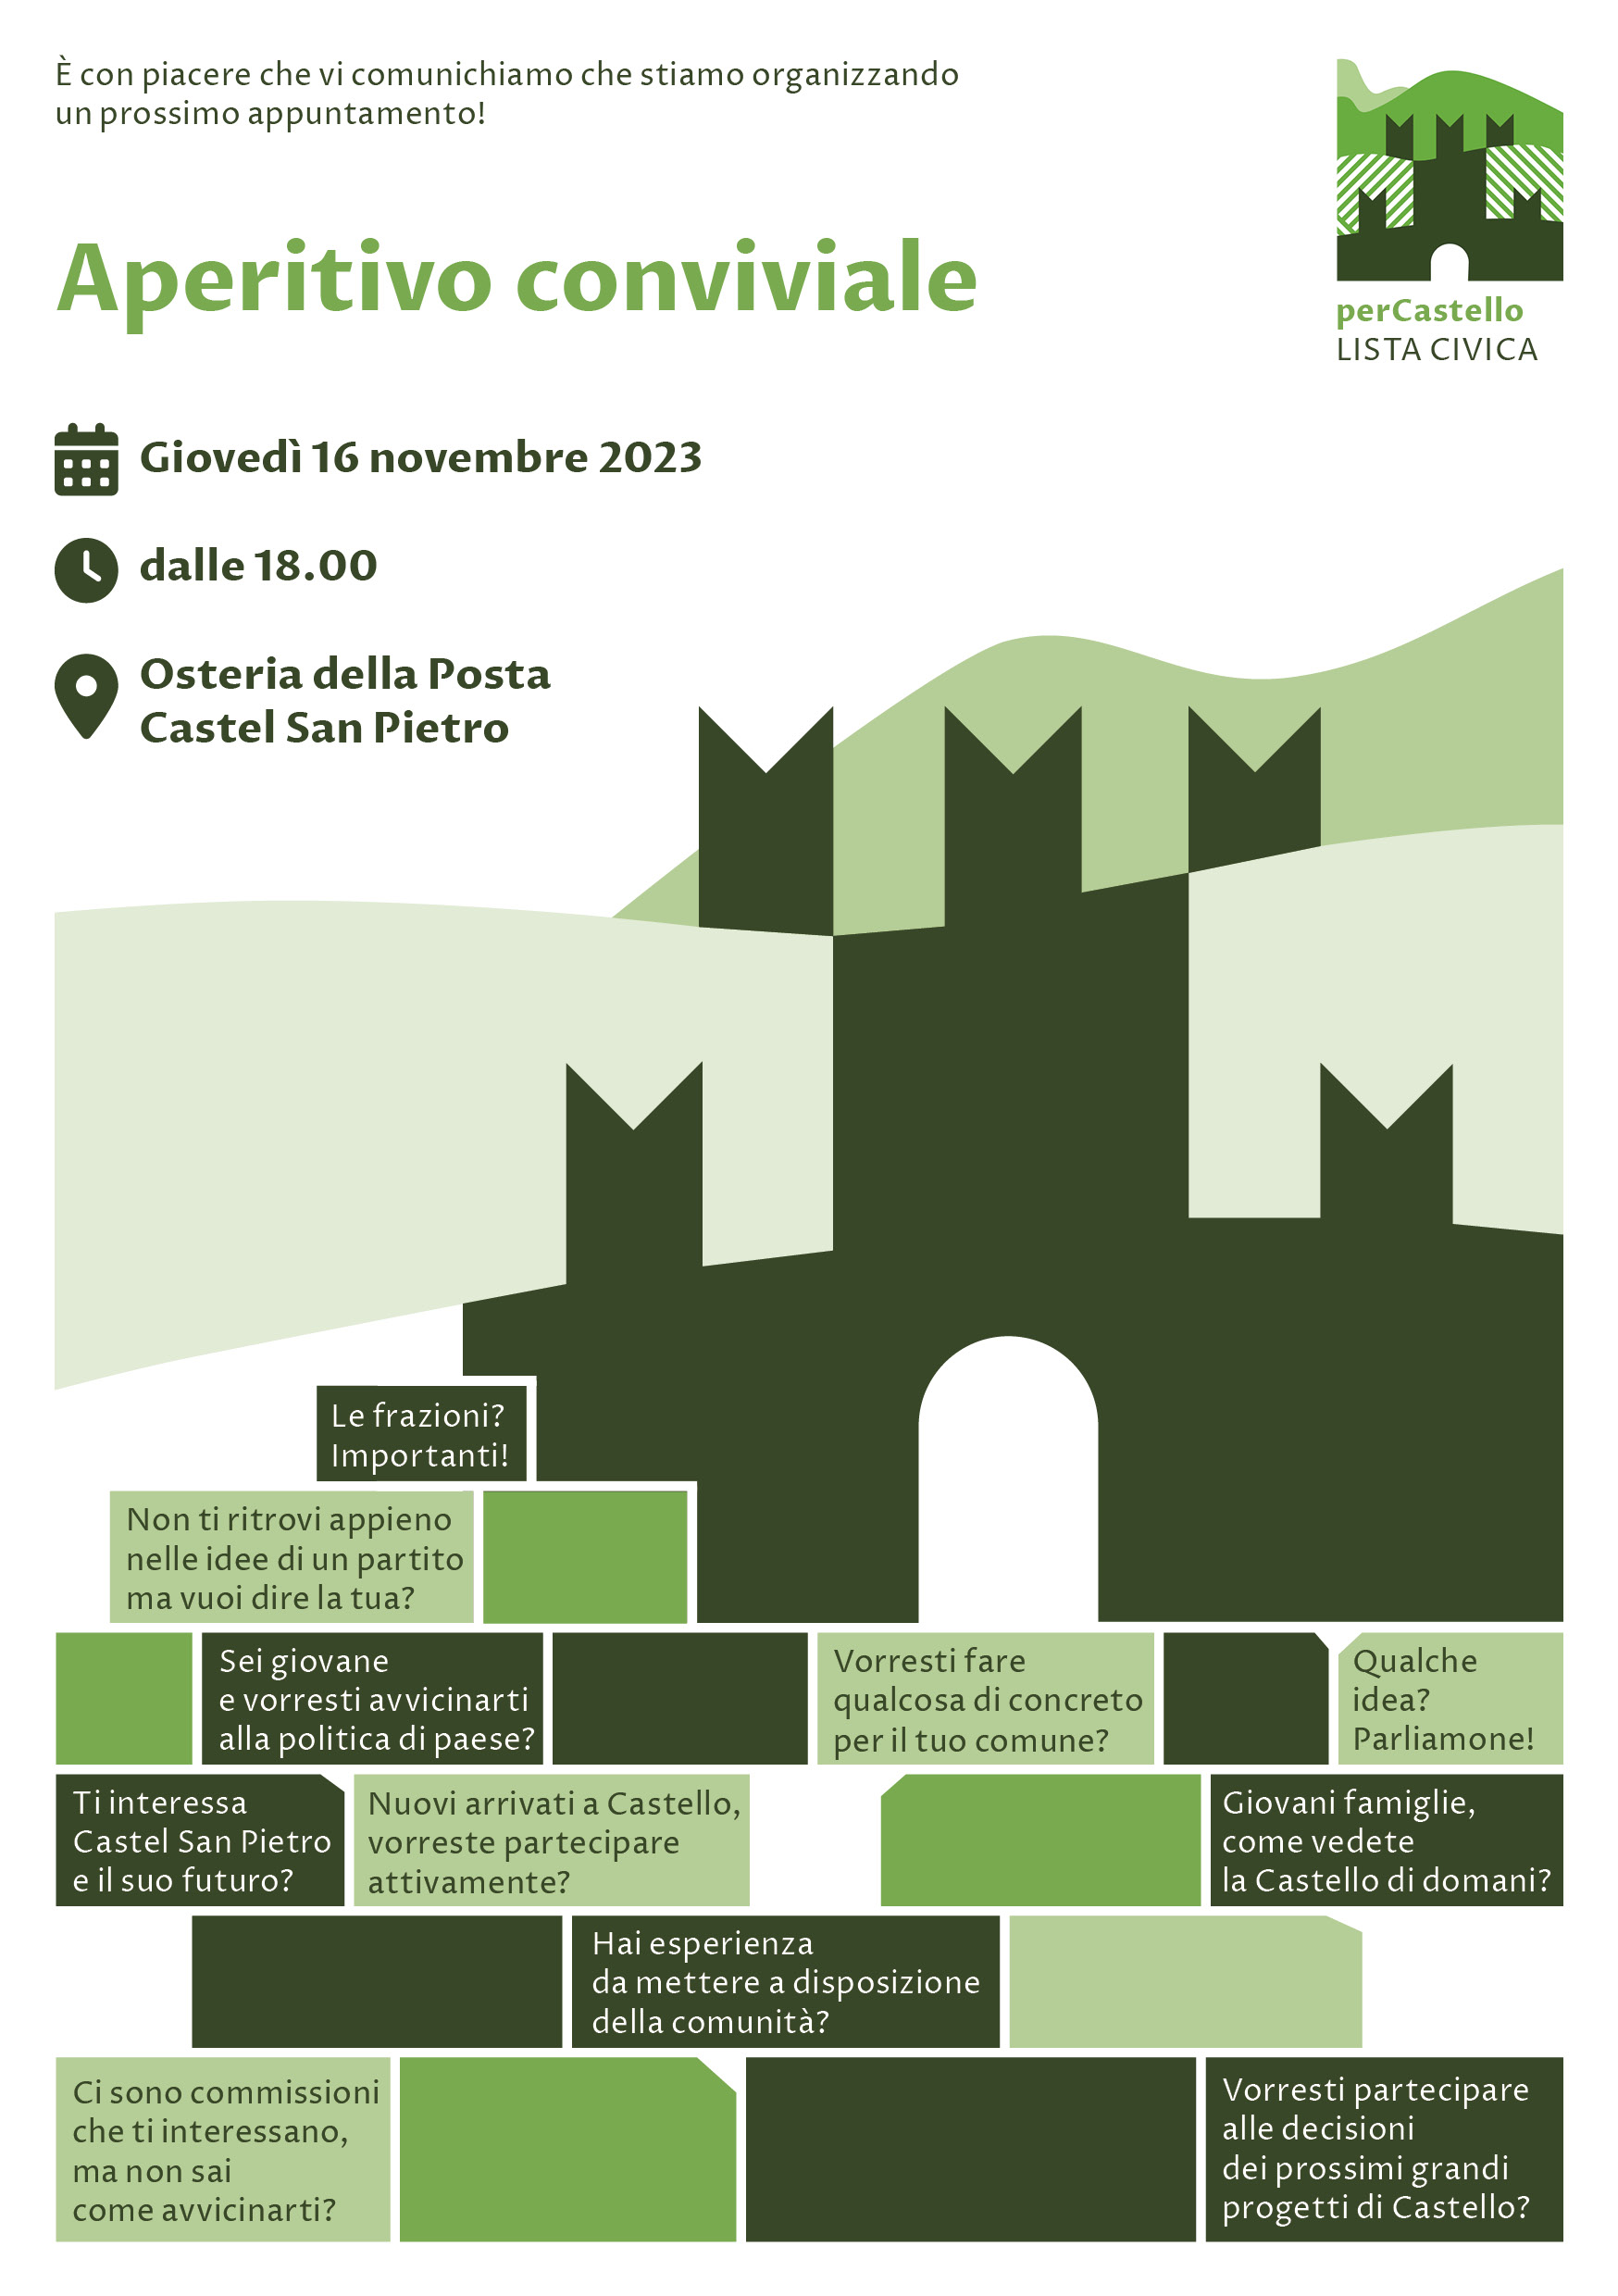 È con piacere che vi comunichiamo che stiamo organizzando
un prossimo appuntamento!
perCastello
LISTA CIVICA
Aperitivo conviviale
Giovedì 16 novembre 2023
dalle 18.00
Osteria della Posta
Castel San Pietro
Le frazioni?
Importanti!
Non ti ritrovi appieno
nelle idee di un partito
ma vuoi dire la tua?
Sei giovane
e vorresti avvicinarti
alla politica di paese?
Vorresti fare
qualcosa di concreto
per il tuo comune?
Qualche
idea?
Parliamone!
Ti interessa
Castel San Pietro
e il suo futuro?
Nuovi arrivati a Castello,
vorreste partecipare
attivamente?
Giovani famiglie,
come vedete
la Castello di domani?
Hai esperienza
da mettere a disposizione
della comunità?
Ci sono commissioni
che ti interessano,
ma non sai
come avvicinarti?
Vorresti partecipare
alle decisioni
dei prossimi grandi
progetti di Castello?